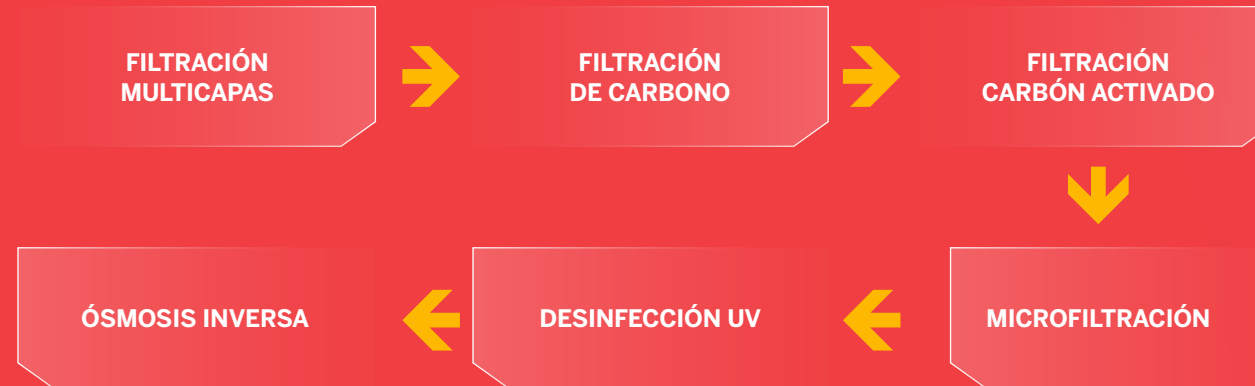 FILTRACIÓN
MULTICAPAS
FILTRACIÓN
DE CARBONO
FILTRACIÓN
CARBÓN ACTIVADO
MICROFILTRACIÓN
DESINFECCIÓN UV
ÓSMOSIS INVERSA